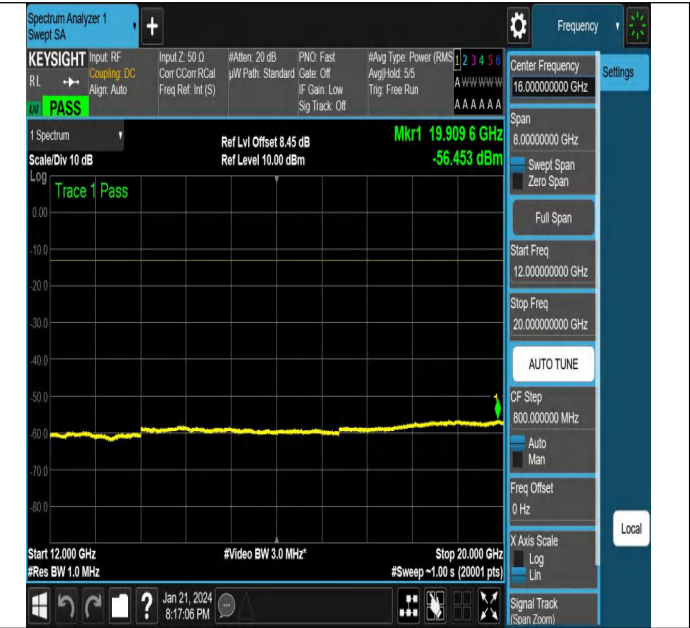 Spectrum Analyzer 1
Swept SA
+
Frequency
KEYSIGHT
RL
PASS
Input: RF
Coupling: DC
Align: Auto
Input Z: 50 Ω
Corr CCorr RCal
Freq Ref: Int (S)
#Atten: 20 dB
µW Path: Standard
PNO: Fast
Gate: Off
IF Gain: Low
Sig Track: Off
#Avg Type: Power (RMS
Avg|Hold: 5/5
Trig: Free Run
1 2 3 4 5 6
A W W W W W
A A A A A A
1 Spectrum
Scale/Div 10 dB
Ref Lvl Offset 8.45 dB
Ref Level 10.00 dBm
Mkr1 19.909 6 GHz
-56.453 dBm
Log
Trace 1 Pass
0.00
-10.0
-20.0
-30.0
-40.0
-50.0
-60.0
-70.0
-80.0
1
Start 12.000 GHz
#Res BW 1.0 MHz
#Video BW 3.0 MHz*
Stop 20.000 GHz
#Sweep ~1.00 s (20001 pts)
?
Jan 21, 2024
8:17:06 PM
Center Frequency
16.000000000 GHz
Settings
Span
8.00000000 GHz
Swept Span
Zero Span
Full Span
Start Freq
12.000000000 GHz
Stop Freq
20.000000000 GHz
AUTO TUNE
CF Step
800.000000 MHz
Auto
Man
Freq Offset
0 Hz
X Axis Scale
Log
Lin
Local
Signal Track
(Span Zoom)